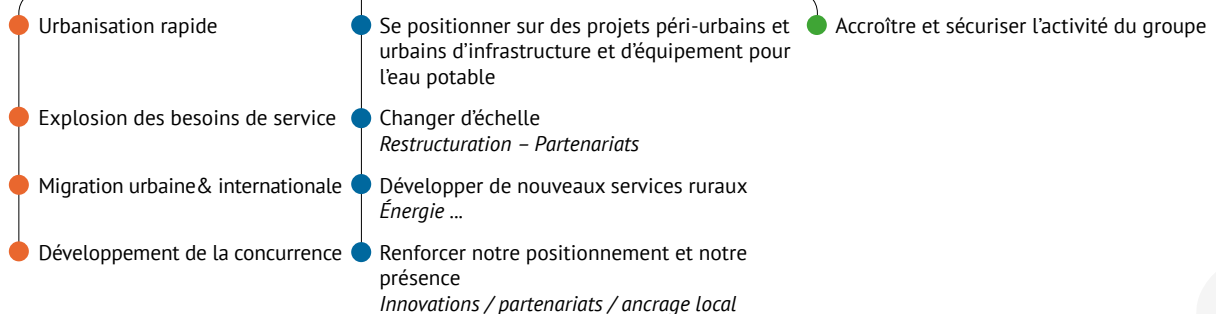 Urbanisation rapide
Se positionner sur des projets péri-urbains et
urbains d'infrastructure et d'équipement pour
l'eau potable
Accroître et sécuriser l'activité du groupe
Explosion des besoins de service
Changer d'échelle
Restructuration – Partenariats
Migration urbaine& internationale
Développer de nouveaux services ruraux
Énergie ...
Développement de la concurrence
Renforcer notre positionnement et notre
présence
Innovations / partenariats / ancrage local